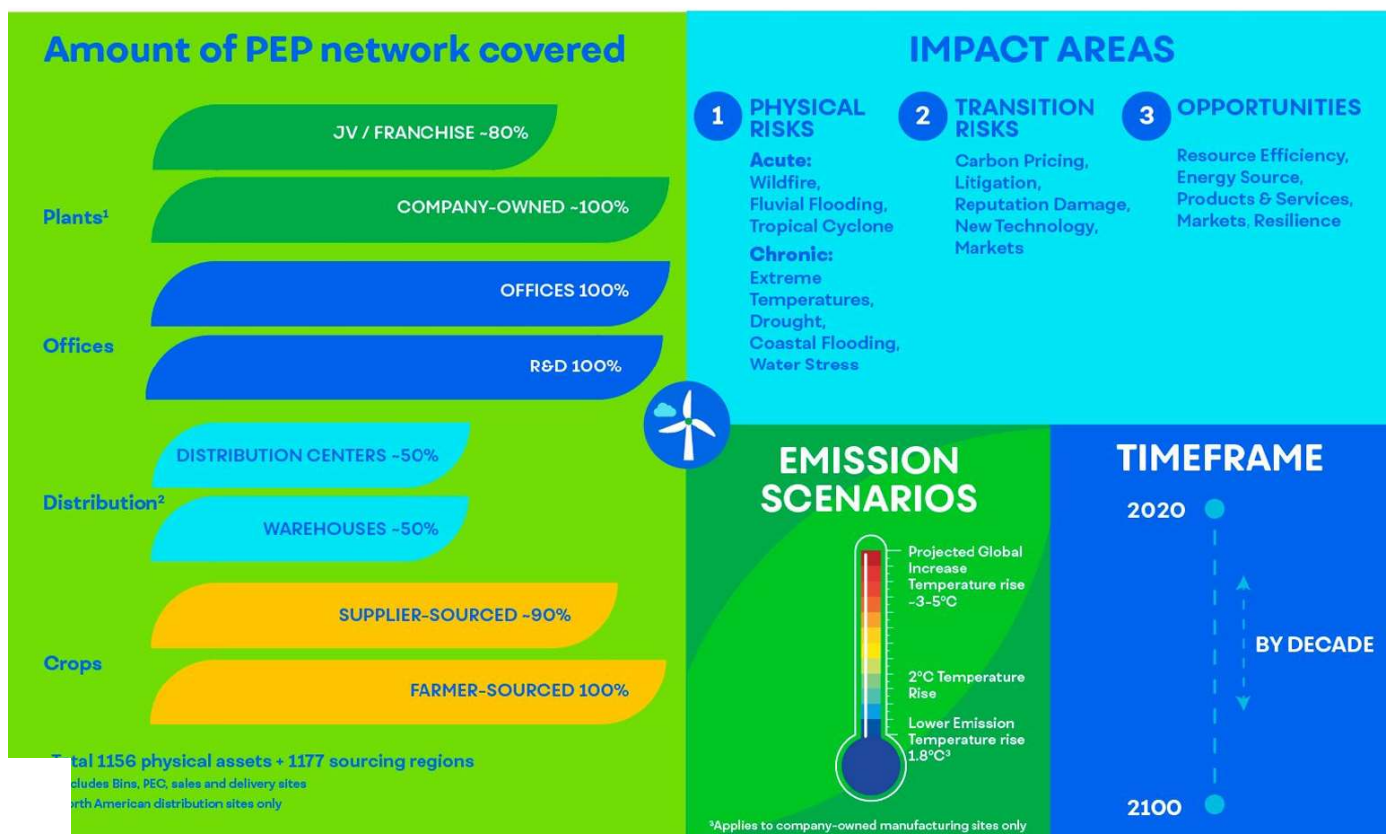 Amount of PEP network covered
JV / FRANCHISE ~80%
Plants¹
COMPANY-OWNED ~100%
OFFICES 100%
Offices
R&D 100%
DISTRIBUTION CENTERS ~50%
Distribution²
WAREHOUSES ~50%
SUPPLIER-SOURCED ~90%
Crops
FARMER-SOURCED 100%
1156 physical assets + 1177 sourcing regions
Bins, PEC, sales and delivery sites
American distribution sites only
IMPACT AREAS
1
PHYSICAL
RISKS
Acute:
Wildfire,
Fluvial Flooding,
Tropical Cyclone
Chronic:
Extreme
Temperatures,
Drought,
Coastal Flooding,
Water Stress
2
TRANSITION
RISKS
Carbon Pricing,
Litigation,
Reputation Damage,
New Technology,
Markets
3
OPPORTUNITIES
Resource Efficiency,
Energy Source,
Products & Services,
Markets, Resilience
EMISSION
SCENARIOS
Projected Global
Increase
Temperature rise
~3-5°C
2°C Temperature
Rise
Lower Emission
Temperature rise
1.8°C³
³Applies to company-owned manufacturing sites only
TIMEFRAME
2020
BY DECADE
2100